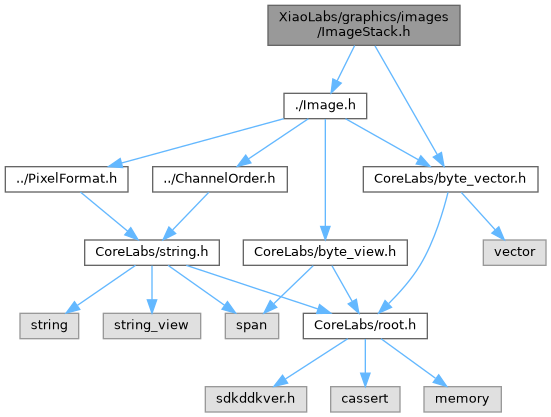 XiaoLabs/graphics/images
/ImageStack.h
./Image.h
../PixelFormat.h
../ChannelOrder.h
CoreLabs/byte_vector.h
CoreLabs/string.h
CoreLabs/byte_view.h
vector
string
string_view
span
CoreLabs/root.h
sdkddkver.h
cassert
memory